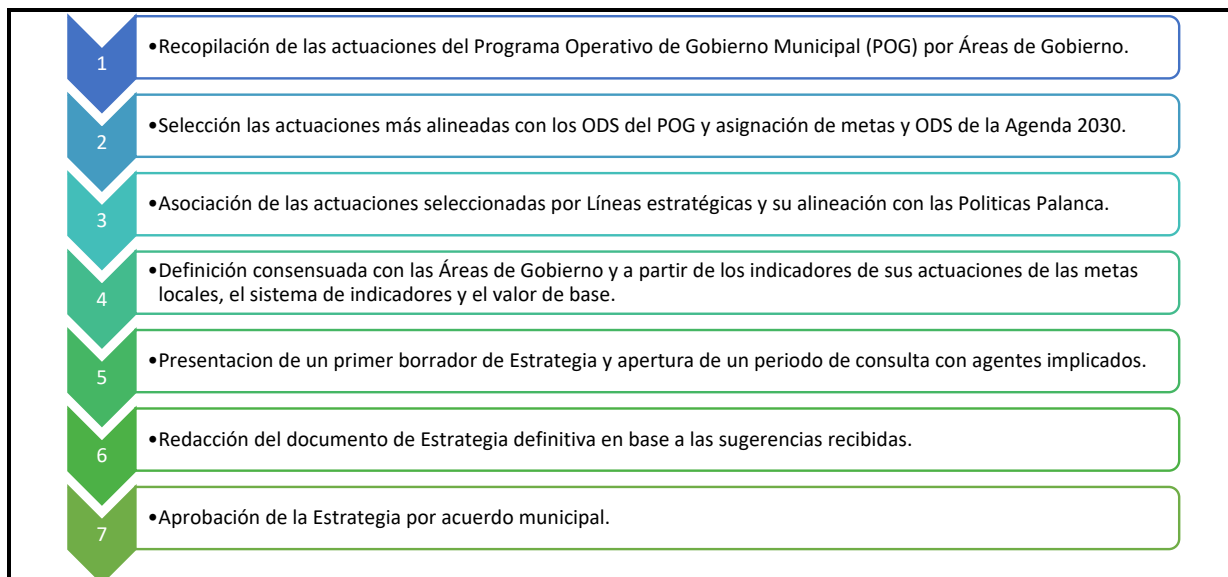 1
•Recopilación de las actuaciones del Programa Operativo de Gobierno Municipal (POG) por Áreas de Gobierno.
2
•Selección las actuaciones más alineadas con los ODS del POG y asignación de metas y ODS de la Agenda 2030.
3
•Asociación de las actuaciones seleccionadas por Líneas estratégicas y su alineación con las Politicas Palanca.
4
•Definición consensuada con las Áreas de Gobierno y a partir de los indicadores de sus actuaciones de las metas
locales, el sistema de indicadores y el valor de base.
5
•Presentacion de un primer borrador de Estrategia y apertura de un periodo de consulta con agentes implicados.
6
•Redacción del documento de Estrategia definitiva en base a las sugerencias recibidas.
7
•Aprobación de la Estrategia por acuerdo municipal.